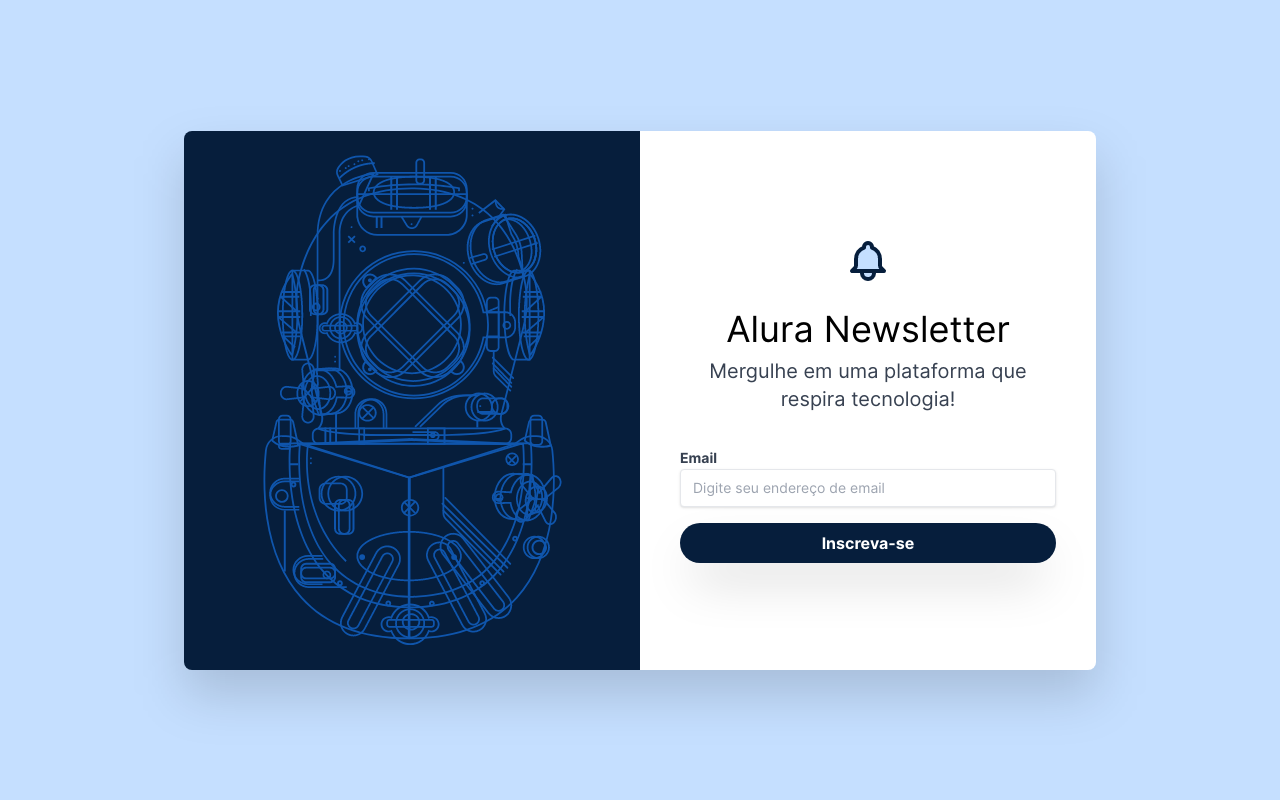 Alura Newsletter
Mergulhe em uma plataforma que
respira tecnologia!
Email
Digite seu endereço de email
Inscreva-se